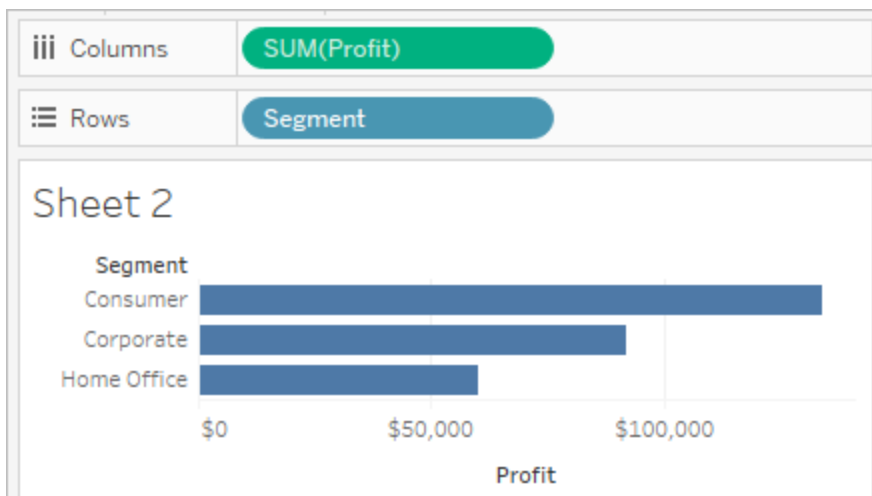 Columns SUM(Profit)
Rows Segment
Sheet 2
Segment
Consumer
Corporate
Home Office
$0 $50,000 $100,000
Profit